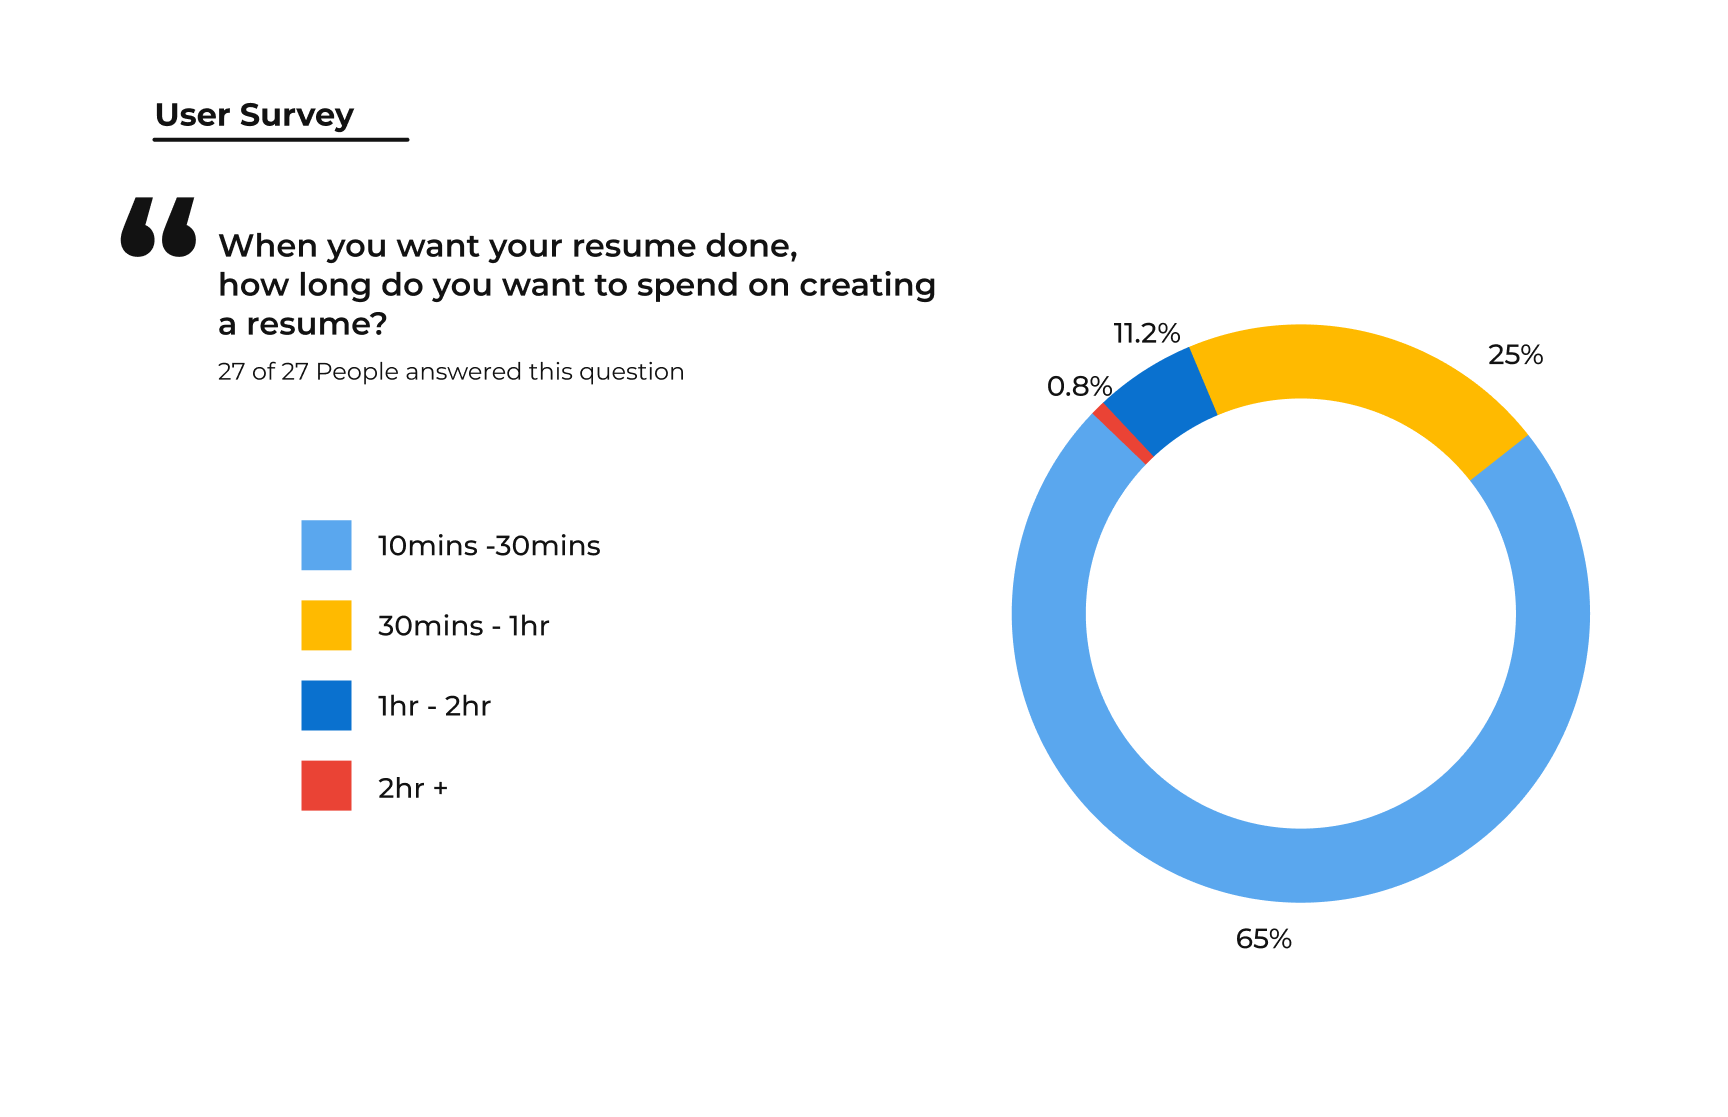 User Survey
“
When you want your resume done,
how long do you want to spend on creating
a resume?
27 of 27 People answered this question
10mins -30mins
30mins - 1hr
1hr - 2hr
2hr +
11.2%
25%
0.8%
65%